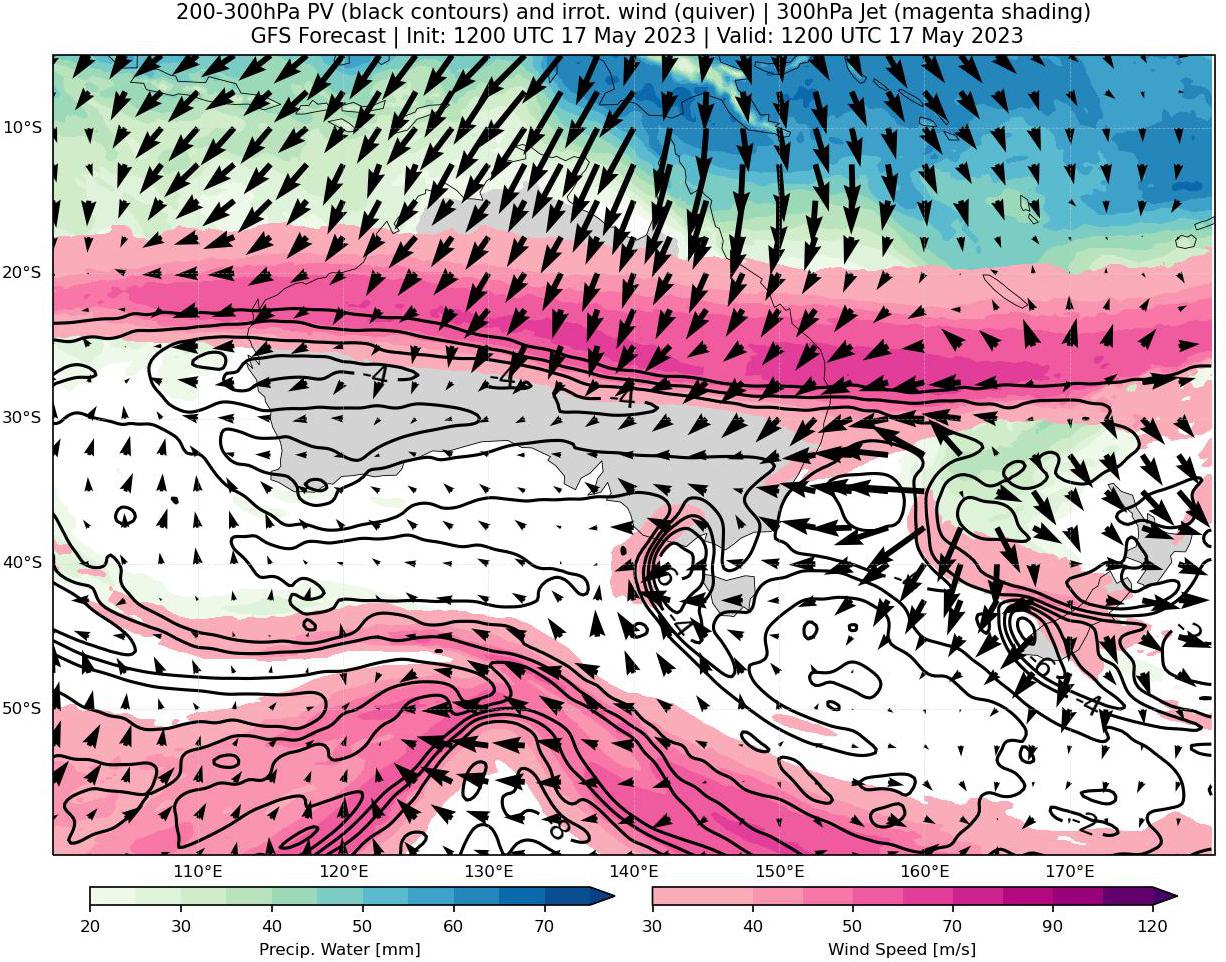 200-300hPa PV (black contours) and irrot. wind (quiver) | 300hPa Jet (magenta shading)
GFS Forecast | Init: 1200 UTC 17 May 2023 | Valid: 1200 UTC 17 May 2023
10°S
20°S
-4
-4
-4
30°S
40°S
-6
-2
-4
-2
-6
-4
50°S
-2
-8
110°E 120°E 130°E 140°E 150°E 160°E 170°E
20 30 40 50 60 70
30 40 50 70 90 120
Precip. Water [mm]
Wind Speed [m/s]